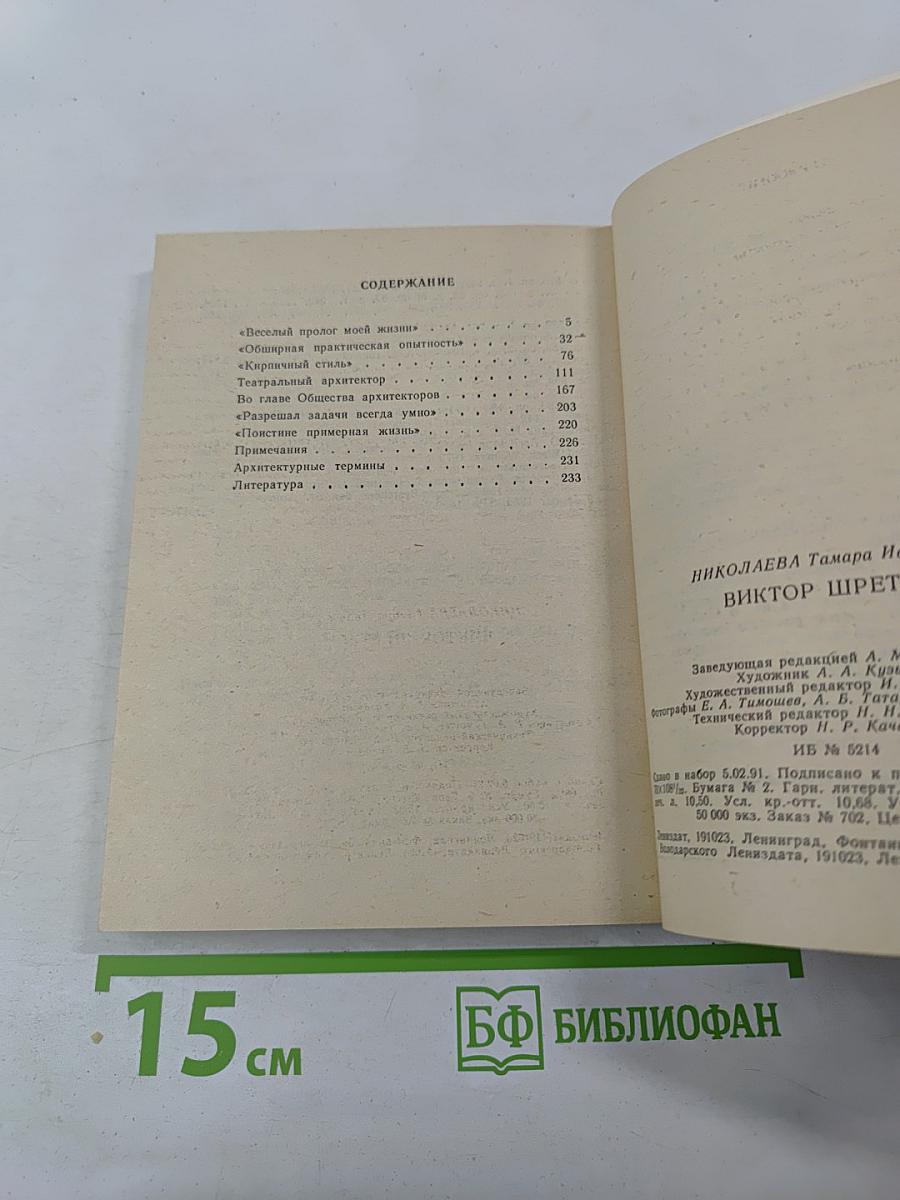 СОДЕРЖАНИЕ
«Веселый пролог моей жизни» . . . . . . . . 5
«Обширная практическая опытность» . . . . . 32
«Кирпичный стиль» . . . . . . . . . . . . 76
Театральный архитектор . . . . . . . . . . 111
Во главе Общества архитекторов . . . . . . . 167
«Разрешал задачи всегда умно» . . . . . . . 203
«Поистине примерная жизнь» . . . . . . . . 220
Примечания . . . . . . . . . . . . . . . 226
Архитектурные термины . . . . . . . . . . 231
Литература . . . . . . . . . . . . . . . 233
НИКОЛАЕВА Тамара
ВИКТОР ШРЕТ
Заведующая редакцией А.
Художник А. А.
Художественный редактор И.
Фотографы Е. А. Тимошев, А. Б.
Технический редактор Н. Н.
Корректор Н. Р.
ИБ № 5214
Сдано в набор 5.02.91. Подписано к
Бумага № 2. Гарн. литерат.
10,50. Усл. кр.-отт. 10,68.
50 000 экз. Заказ № 702.
Лениздат, 191023, Ленинград,
Володарского Лениздата, 191023,
15 см
БФ БИБЛИОФАН